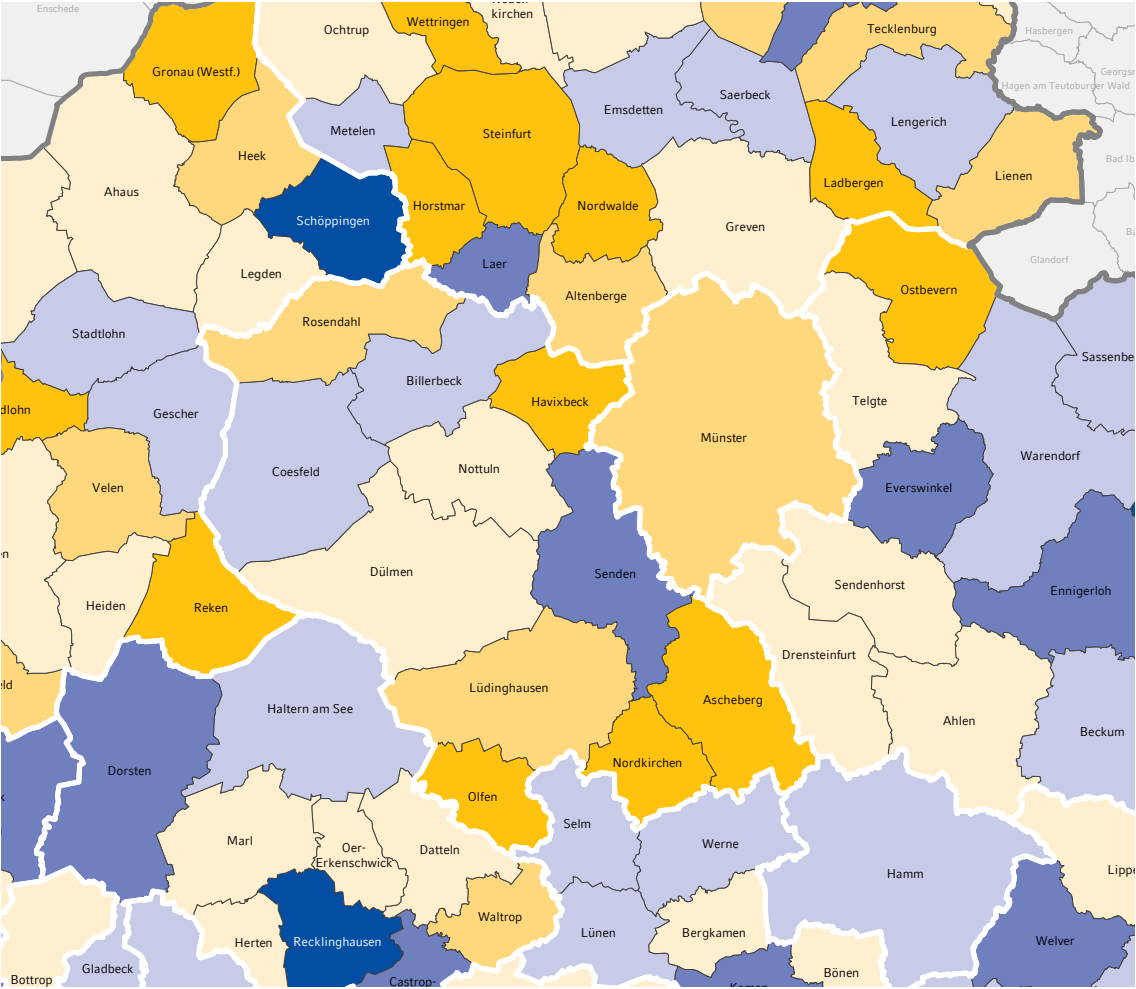 Enschede
Ochtrup
Wettringen
kirchen
Tecklenburg
Hasbergen
Gronau (Westf.)
Hagen am Teutoburger Wald
Saerbeck
Emsdetten
Metelen
Steinfurt
Lengerich
Heek
Ahaus
Lienen
Ladbergen
Horstmar
Nordwalde
Schöppingen
Greven
Laer
Legden
Glandorf
Ostbevern
Altenberge
Rosendahl
Stadtlohn
Sassenbe
Billerbeck
Havixbeck
Telgte
dlohn
Gescher
Münster
Warendorf
Nottuln
Coesfeld
Velen
Everswinkel
en
Dülmen
Senden
Sendenhorst
Ennigerloh
Heiden
Reken
Drensteinfurt
eld
Lüdinghausen
Haltern am See
Ascheberg
Ahlen
Beckum
Dorsten
Nordkirchen
Olfen
k
Selm
Marl
Werne
Oer-
Erkenschwick
Datteln
Hamm
Lippe
Waltrop
Lünen
Bergkamen
Herten
Recklinghausen
Welver
Gladbeck
Bönen
Bottrop
Castrop-